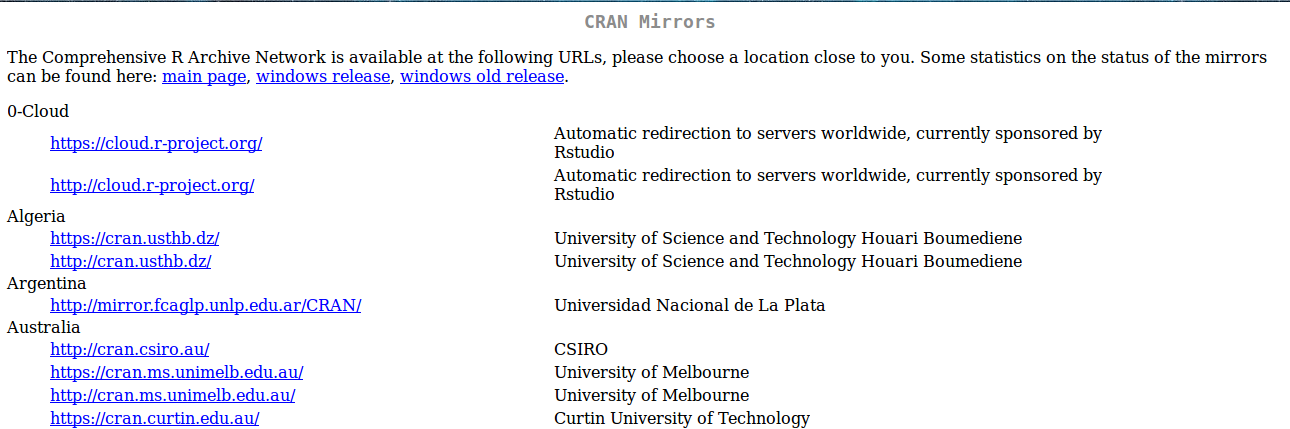 CRAN Mirrors
The Comprehensive R Archive Network is available at the following URLs, please choose a location close to you. Some statistics on the status of the mirrors
can be found here: main page, windows release, windows old release.
0-Cloud
https://cloud.r-project.org/ Automatic redirection to servers worldwide, currently sponsored by
Rstudio
http://cloud.r-project.org/ Automatic redirection to servers worldwide, currently sponsored by
Rstudio
Algeria
https://cran.usthb.dz/ University of Science and Technology Houari Boumediene
http://cran.usthb.dz/ University of Science and Technology Houari Boumediene
Argentina
http://mirror.fcaglp.unlp.edu.ar/CRAN/ Universidad Nacional de La Plata
Australia
http://cran.csiro.au/ CSIRO
https://cran.ms.unimelb.edu.au/ University of Melbourne
http://cran.ms.unimelb.edu.au/ University of Melbourne
https://cran.curtin.edu.au/ Curtin University of Technology